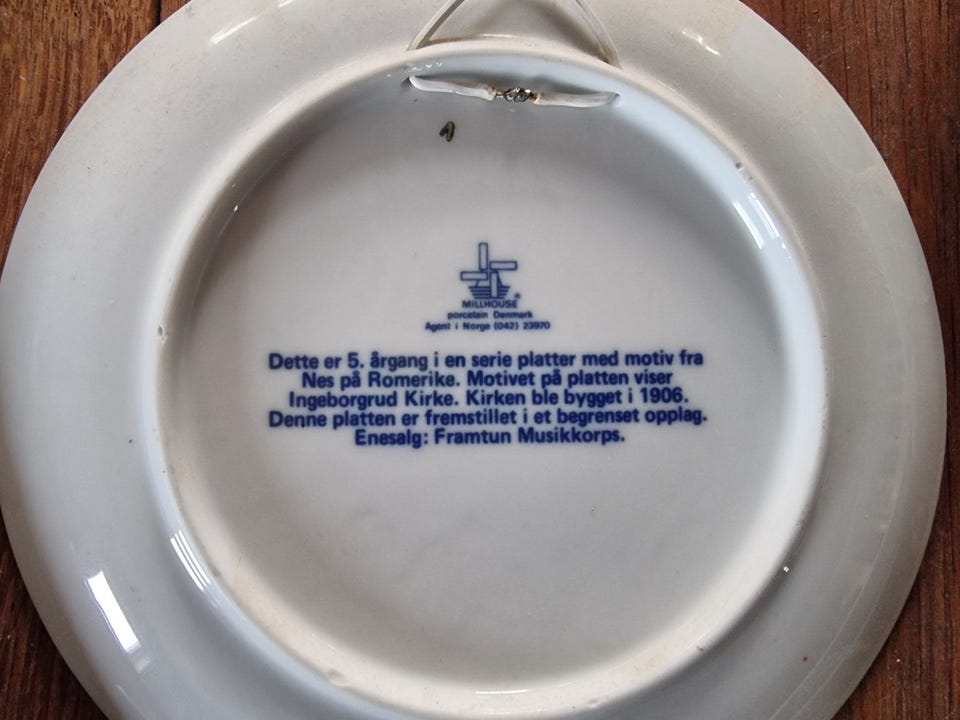 MILLHOUSE®
porcelain Denmark
Agent i Norge (042) 23970
Dette er 5. årgang i en serie platter med motiv fra
Nes på Romerike. Motivet på platten viser
Ingeborgrud Kirke. Kirken ble bygget i 1906.
Denne platten er fremstillet i et begrenset opplag.
Enesalg: Framtun Musikkorps.